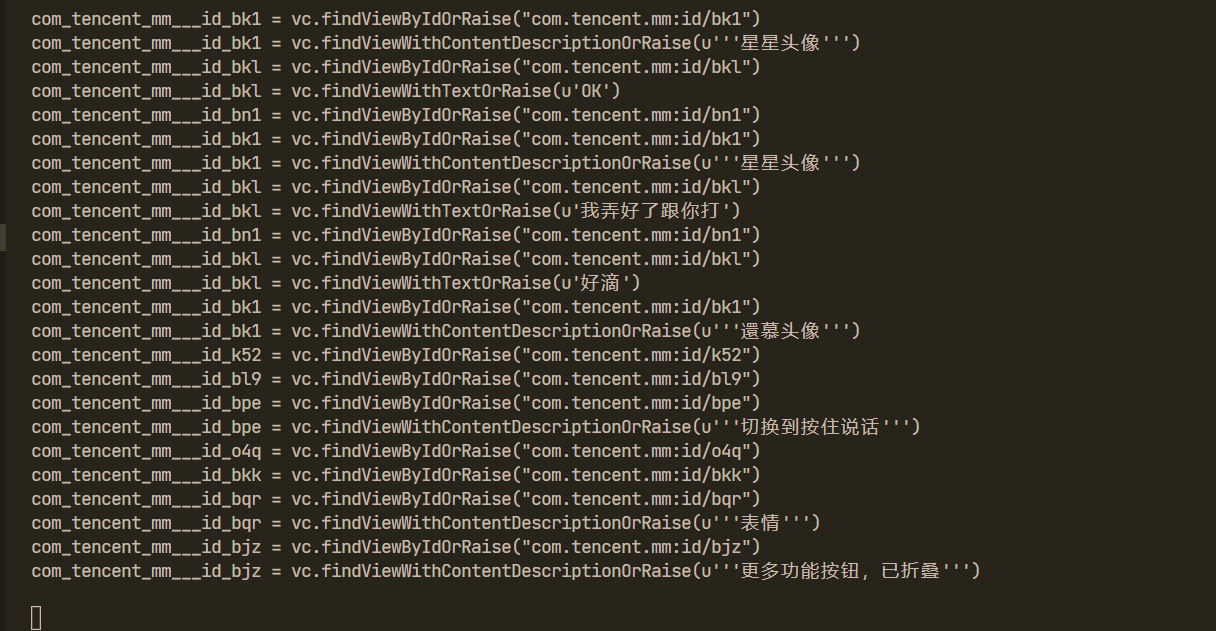 com_tencent_mm___id_bk1 = vc.findViewByIdOrRaise("com.tencent.mm:id/bk1")
com_tencent_mm___id_bk1 = vc.findViewWithContentDescriptionOrRaise(u'''星星头像''')
com_tencent_mm___id_bkl = vc.findViewByIdOrRaise("com.tencent.mm:id/bkl")
com_tencent_mm___id_bkl = vc.findViewWithTextOrRaise(u'OK')
com_tencent_mm___id_bn1 = vc.findViewByIdOrRaise("com.tencent.mm:id/bn1")
com_tencent_mm___id_bk1 = vc.findViewByIdOrRaise("com.tencent.mm:id/bk1")
com_tencent_mm___id_bk1 = vc.findViewWithContentDescriptionOrRaise(u'''星星头像''')
com_tencent_mm___id_bkl = vc.findViewByIdOrRaise("com.tencent.mm:id/bkl")
com_tencent_mm___id_bkl = vc.findViewWithTextOrRaise(u'我弄好了跟你打')
com_tencent_mm___id_bn1 = vc.findViewByIdOrRaise("com.tencent.mm:id/bn1")
com_tencent_mm___id_bkl = vc.findViewByIdOrRaise("com.tencent.mm:id/bkl")
com_tencent_mm___id_bkl = vc.findViewWithTextOrRaise(u'好滴')
com_tencent_mm___id_bk1 = vc.findViewByIdOrRaise("com.tencent.mm:id/bk1")
com_tencent_mm___id_bk1 = vc.findViewWithContentDescriptionOrRaise(u'''還慕头像''')
com_tencent_mm___id_k52 = vc.findViewByIdOrRaise("com.tencent.mm:id/k52")
com_tencent_mm___id_bl9 = vc.findViewByIdOrRaise("com.tencent.mm:id/bl9")
com_tencent_mm___id_bpe = vc.findViewByIdOrRaise("com.tencent.mm:id/bpe")
com_tencent_mm___id_bpe = vc.findViewWithContentDescriptionOrRaise(u'''切换到按住说话''')
com_tencent_mm___id_o4q = vc.findViewByIdOrRaise("com.tencent.mm:id/o4q")
com_tencent_mm___id_bkk = vc.findViewByIdOrRaise("com.tencent.mm:id/bkk")
com_tencent_mm___id_bqr = vc.findViewByIdOrRaise("com.tencent.mm:id/bqr")
com_tencent_mm___id_bqr = vc.findViewWithContentDescriptionOrRaise(u'''表情''')
com_tencent_mm___id_bjz = vc.findViewByIdOrRaise("com.tencent.mm:id/bjz")
com_tencent_mm___id_bjz = vc.findViewWithContentDescriptionOrRaise(u'''更多功能按钮，已折叠''')